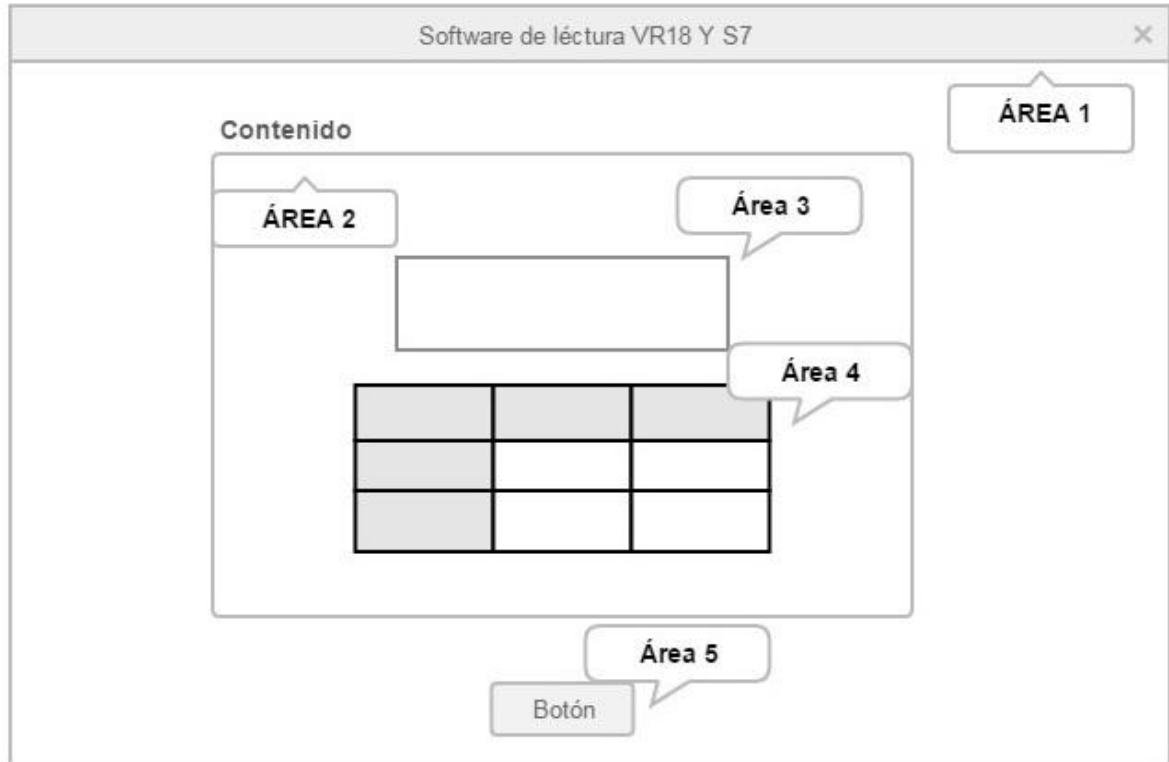 Software de léctura VR18 Y S7
ÁREA 1
Contenido
ÁREA 2
Área 3
Área 4
Área 5
Botón